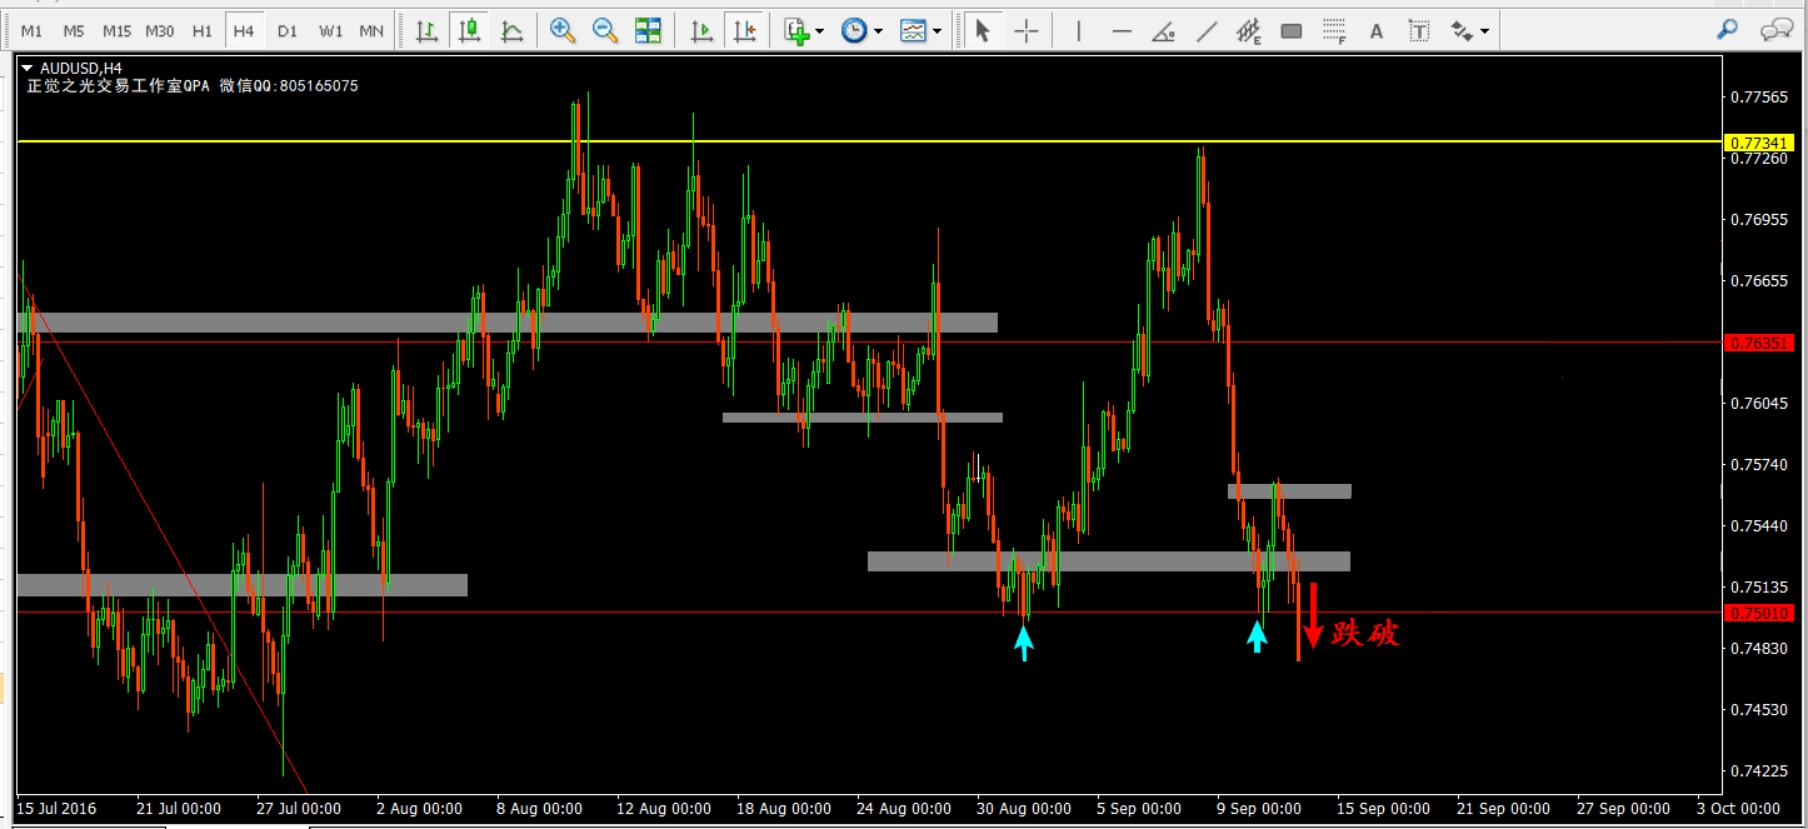 M1 M5 M15 M30 H1 H4 D1 W1 MN E F A T
AUDUSD,H4
正觉之光交易工作室QPA 微信QQ:805165075
0.77565
0.77341
0.77260
0.76955
0.76655
0.76351
0.76045
0.75740
0.75440
0.75135
0.75010
跌破
0.74830
0.74530
0.74225
15 Jul 2016 21 Jul 00:00 27 Jul 00:00 2 Aug 00:00 8 Aug 00:00 12 Aug 00:00 18 Aug 00:00 24 Aug 00:00 30 Aug 00:00 5 Sep 00:00 9 Sep 00:00 15 Sep 00:00 21 Sep 00:00 27 Sep 00:00 3 Oct 00:00